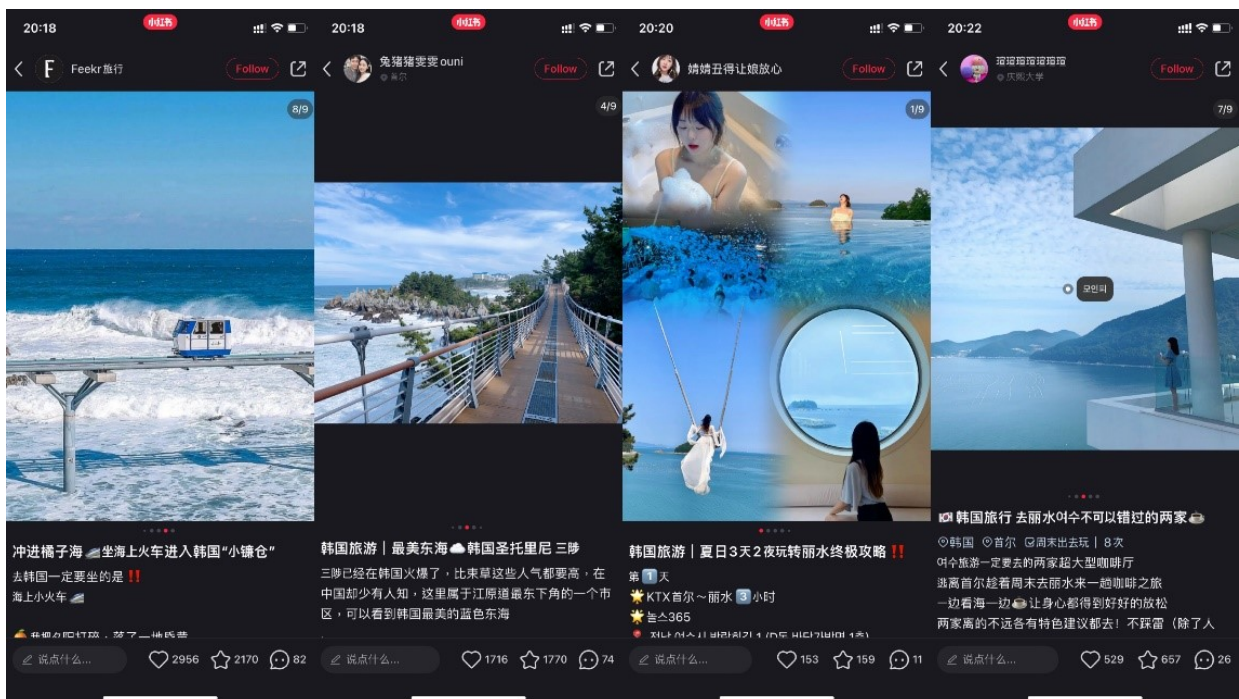 20:18
小红书
Feekr旅行
Follow
8/9
冲进橘子海🚄坐海上火车进入韩国“小镰仓”
去韩国一定要坐的是‼️
海上小火车🚄
说点什么...
2956
2170
82
20:18
小红书
兔猪猪雯雯ouni
首尔
Follow
4/9
韩国旅游｜最美东海☁️韩国圣托里尼 三陟
三陟已经在韩国火爆了，比束草这些人气都要高，在
中国却少有人知，这里属于江原道最东下角的一个市
区，可以看到韩国最美的蓝色东海
说点什么...
1716
1770
74
20:20
小红书
婧婧丑得让娘放心
Follow
1/9
韩国旅游｜夏日3天2夜玩转丽水终极攻略‼️
第1️⃣天
🌟KTX首尔～丽水3️⃣小时
🌟놀스365
说点什么...
153
159
11
20:22
小红书
庆熙大学
Follow
7/9
모인피
🇰🇷韩国旅行 去丽水여수不可以错过的两家☕️
韩国 首尔 周末出去玩｜8次
여수旅游一定要去的两家超大型咖啡厅
逃离首尔趁着周末去丽水来一趟咖啡之旅
一边看海一边☕️让身心都得到好好的放松
两家离的不远各有特色建议都去！不踩雷（除了人
说点什么...
529
657
26